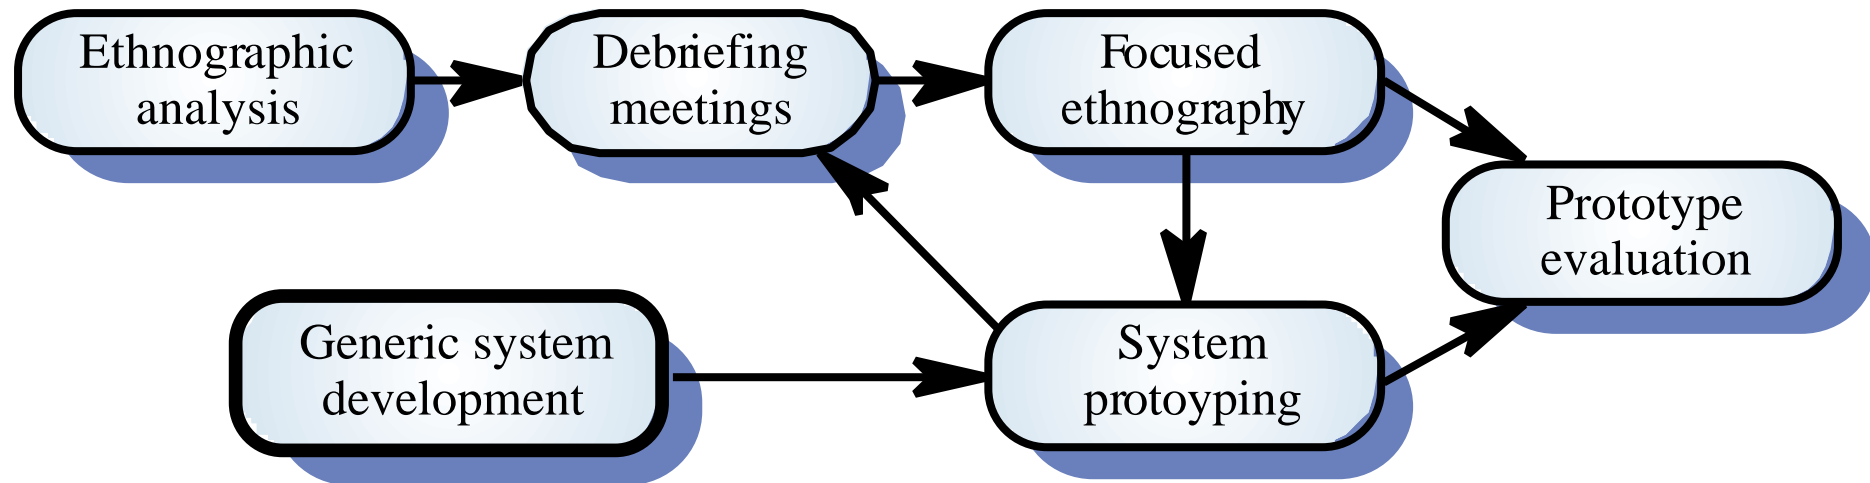 Ethnographic
analysis
Debriefing
meetings
Focused
ethnography
Prototype
evaluation
Generic system
development
System
protoyping